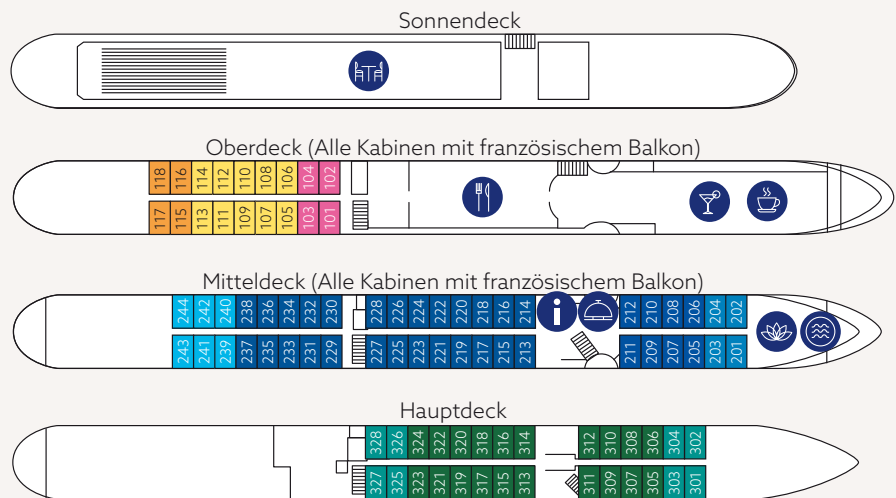 Sonnendeck
Oberdeck (Alle Kabinen mit französischem Balkon)
118 116 114 112 110 108 106 104 102
117 115 113 111 109 107 105 103 101
Mitteldeck (Alle Kabinen mit französischem Balkon)
244 242 240 238 236 234 232 230 228 226 224 222 220 218 216 214 i 212 210 208 206 204 202
243 241 239 237 235 233 231 229 227 225 223 221 219 217 215 213 211 209 207 205 203 201
Hauptdeck
328 326 324 322 320 318 316 314 312 310 308 306 304 302
327 325 323 321 319 317 315 313 311 309 307 305 303 301